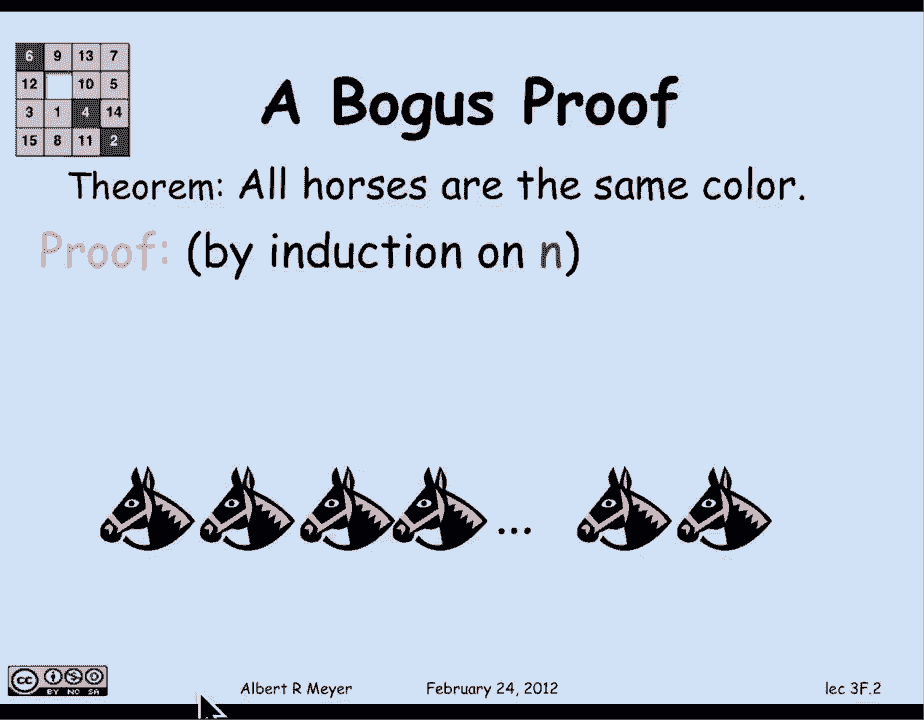 6 9 13 7
12 10 5
3 1 4 14
15 8 11 2
A Bogus Proof
Theorem: All horses are the same color.
Proof: (by induction on n)
...
cc BY NC SA
Albert R Meyer February 24, 2012 lec 3F.2